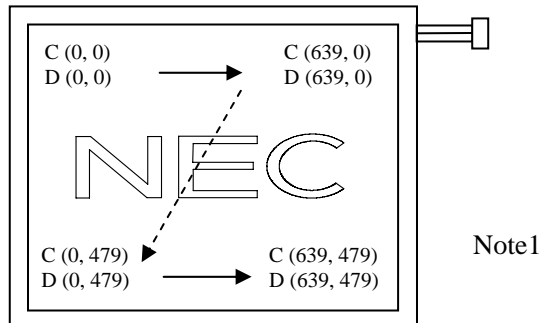 C (0, 0)
D (0, 0)
C (639, 0)
D (639, 0)
NEC
C (0, 479)
D (0, 479)
C (639, 479)
D (639, 479)
Note1